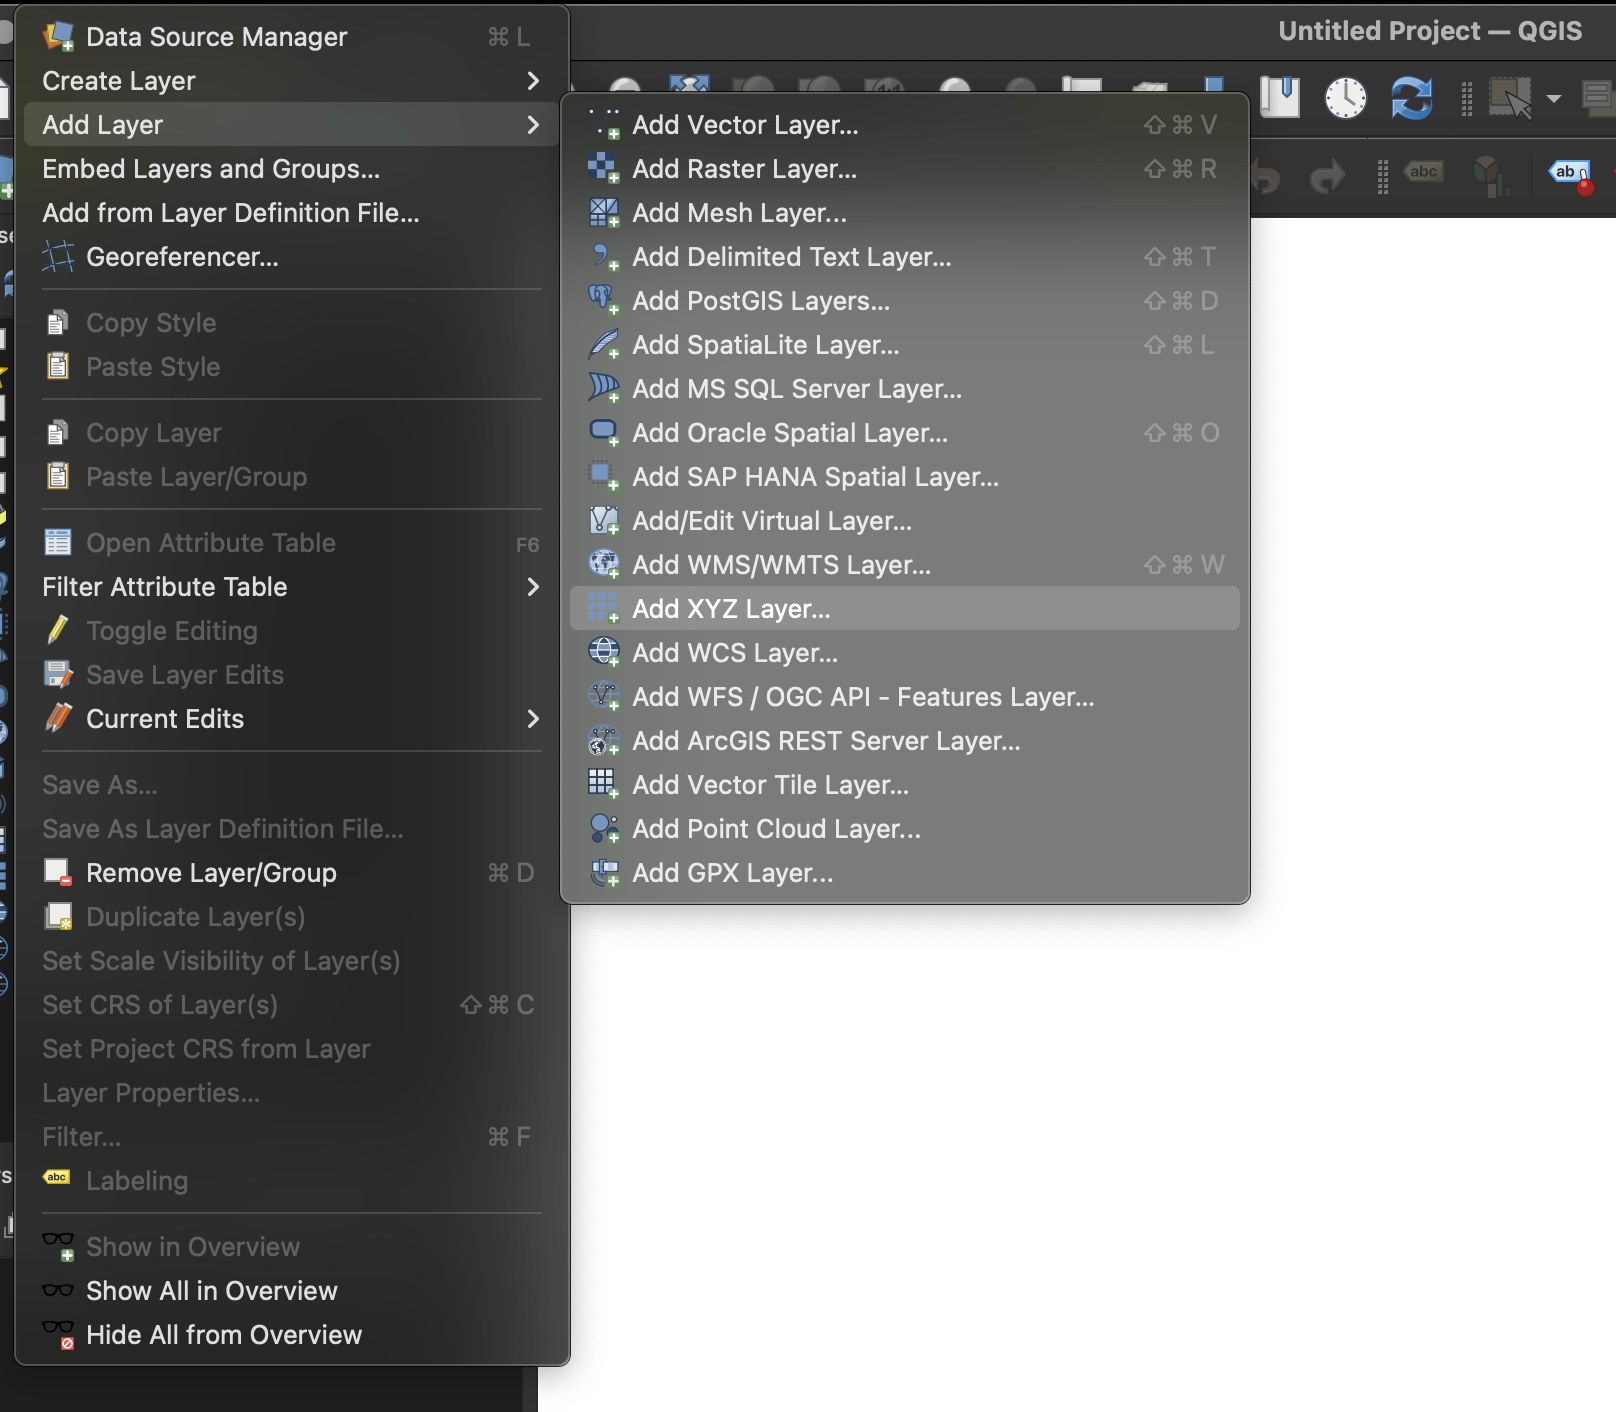 Untitled Project — QGIS
Data Source Manager ⌘ L
Create Layer
Add Layer
Embed Layers and Groups...
Add from Layer Definition File...
Georeferencer...
Copy Style
Paste Style
Copy Layer
Paste Layer/Group
Open Attribute Table F6
Filter Attribute Table
Toggle Editing
Save Layer Edits
Current Edits
Save As...
Save As Layer Definition File...
Remove Layer/Group ⌘ D
Duplicate Layer(s)
Set Scale Visibility of Layer(s)
Set CRS of Layer(s) ⇧ ⌘ C
Set Project CRS from Layer
Layer Properties...
Filter... ⌘ F
abc Labeling
Show in Overview
Show All in Overview
Hide All from Overview
Add Vector Layer... ⇧ ⌘ V
Add Raster Layer... ⇧ ⌘ R
Add Mesh Layer...
Add Delimited Text Layer... ⇧ ⌘ T
Add PostGIS Layers... ⇧ ⌘ D
Add SpatiaLite Layer... ⇧ ⌘ L
Add MS SQL Server Layer...
Add Oracle Spatial Layer... ⇧ ⌘ O
Add SAP HANA Spatial Layer...
Add/Edit Virtual Layer...
Add WMS/WMTS Layer... ⇧ ⌘ W
Add XYZ Layer...
Add WCS Layer...
Add WFS / OGC API - Features Layer...
Add ArcGIS REST Server Layer...
Add Vector Tile Layer...
Add Point Cloud Layer...
Add GPX Layer...
abc
ab